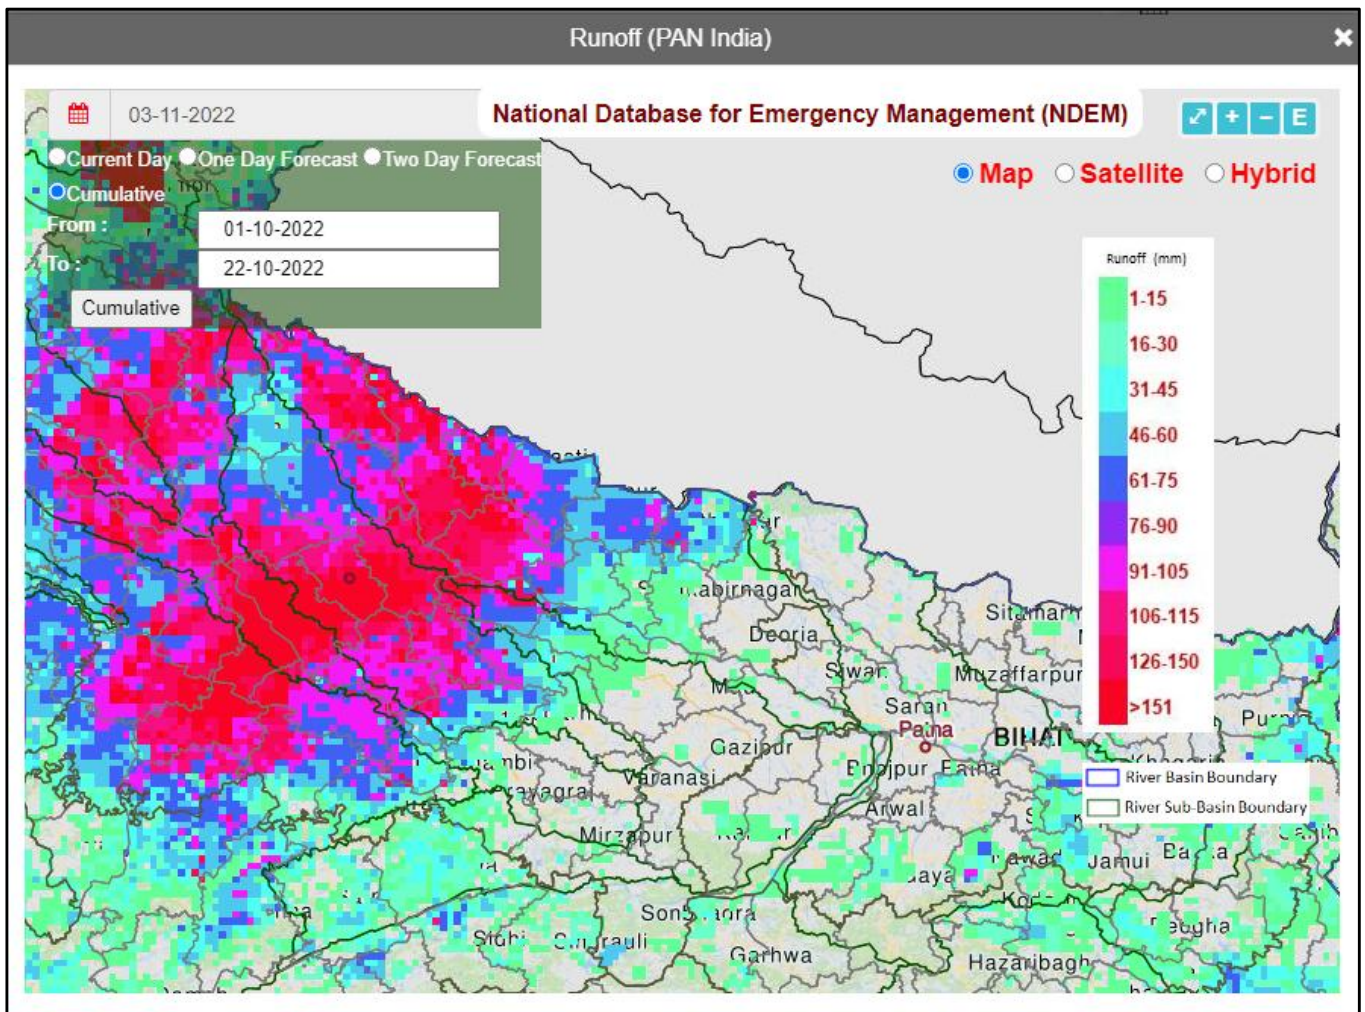 Runoff (PAN India)
03-11-2022
National Database for Emergency Management (NDEM)
E
Current Day One Day Forecast Two Day Forecast
Map Satellite Hybrid
Cumulative
From :
01-10-2022
To :
22-10-2022
Cumulative
Runoff (mm)
1-15
16-30
31-45
46-60
61-75
76-90
91-105
106-115
126-150
>151
Deoria
Siwan
Muzaffarpur
Saran
Patna
BIHAR
Gazipur
Varanasi
Bhojpur Patna
River Basin Boundary
Arwal
River Sub-Basin Boundary
Mirzapur
Jamui
Sidhi
Garhwa
Hazaribagh